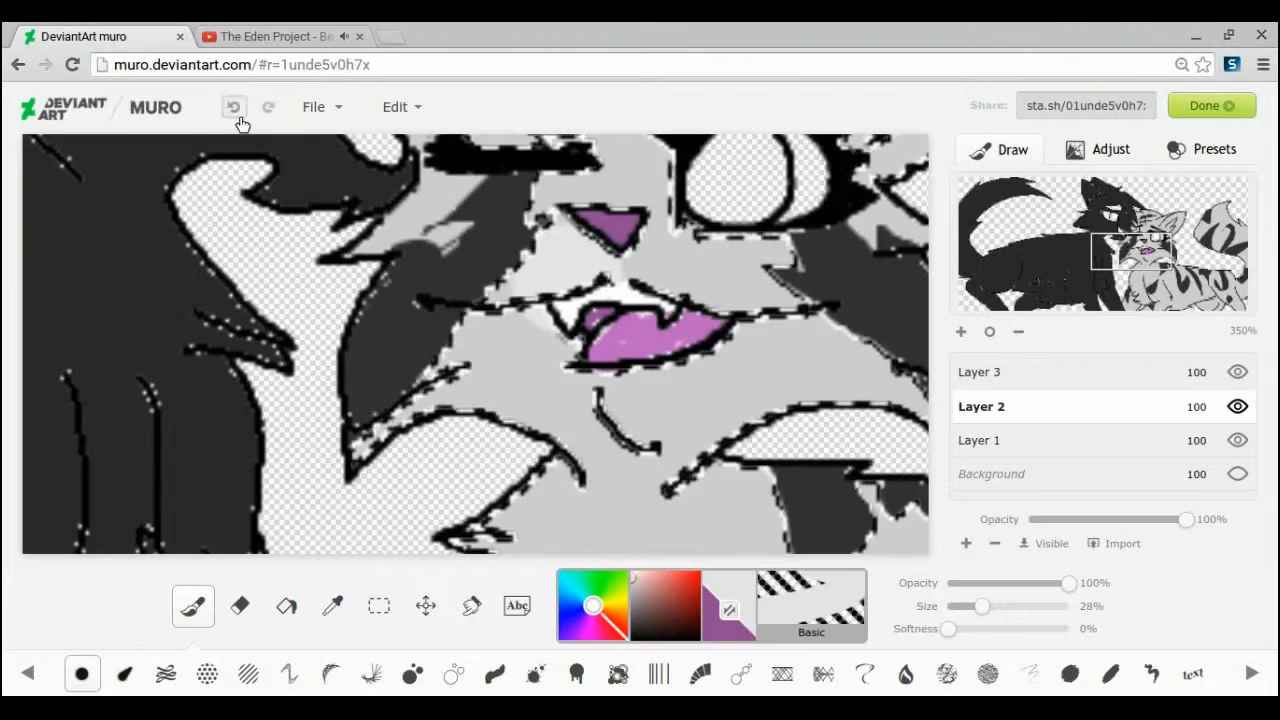 DeviantArt muro
The Eden Project - Be
muro.deviantart.com/#r=1unde5v0h7x
DEVIANT ART / MURO
File
Edit
Share:
sta.sh/01unde5v0h7:
Done
Draw
Adjust
Presets
350%
Layer 3 100
Layer 2 100
Layer 1 100
Background 100
Opacity 100%
Visible
Import
Abc
Basic
Opacity 100%
Size 28%
Softness 0%
text